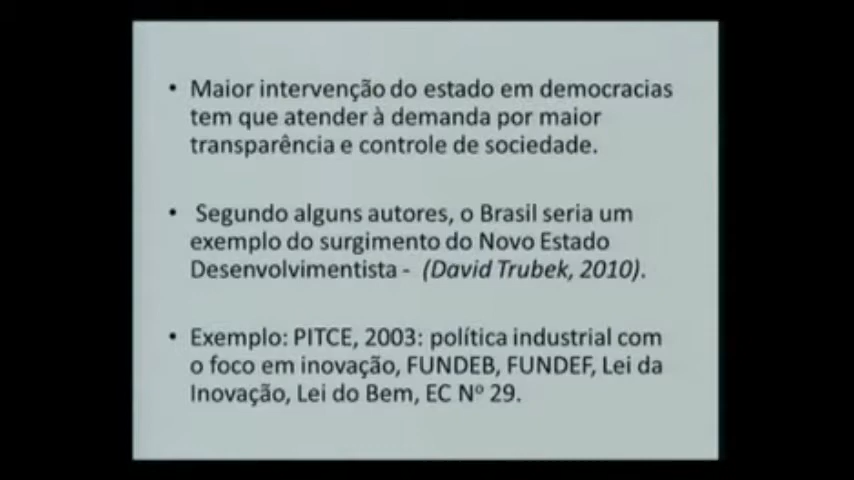 • Maior intervenção do estado em democracias
tem que atender à demanda por maior
transparência e controle de sociedade.
• Segundo alguns autores, o Brasil seria um
exemplo do surgimento do Novo Estado
Desenvolvimentista - (David Trubek, 2010).
• Exemplo: PITCE, 2003: política industrial com
o foco em inovação, FUNDEB, FUNDEF, Lei da
Inovação, Lei do Bem, EC Nº 29.